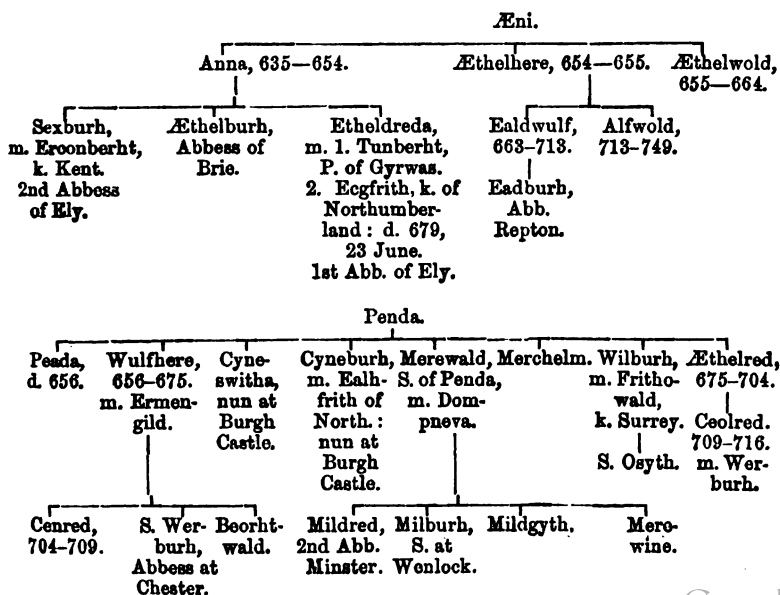 Æni.
Anna, 635—654. Æthelhere, 654—655. Æthelwold,
655—664.
Sexburh,
m. Erconberht,
k. Kent.
2nd Abbess
of Ely.
Æthelburh,
Abbess of
Brie.
Etheldreda,
m. 1. Tunberht,
P. of Gyrwas.
2. Ecgfrith, k. of
Northumber-
land : d. 679,
23 June.
1st Abb. of Ely.
Ealdwulf,
663–713.
Eadburh,
Abb.
Repton.
Alfwold,
713–749.
Penda.
Peada,
d. 656.
Wulfhere,
656–675.
m. Ermen-
gild.
Cyne-
switha,
nun at
Burgh
Castle.
Cyneburh,
m. Ealh-
frith of
North. :
nun at
Burgh
Castle.
Merewald,
S. of Penda,
m. Dom-
pneva.
Merchelm.
Wilburh,
m. Fritho-
wald,
k. Surrey.
S. Osyth.
Æthelred,
675–704.
Ceolred.
709–716.
m. Wer-
burh.
Cenred,
704–709.
S. Wer-
burh,
Abbess at
Chester.
Beorht-
wald.
Mildred,
2nd Abb.
Minster.
Milburh,
S. at
Wenlock.
Mildgyth.
Mere-
wine.